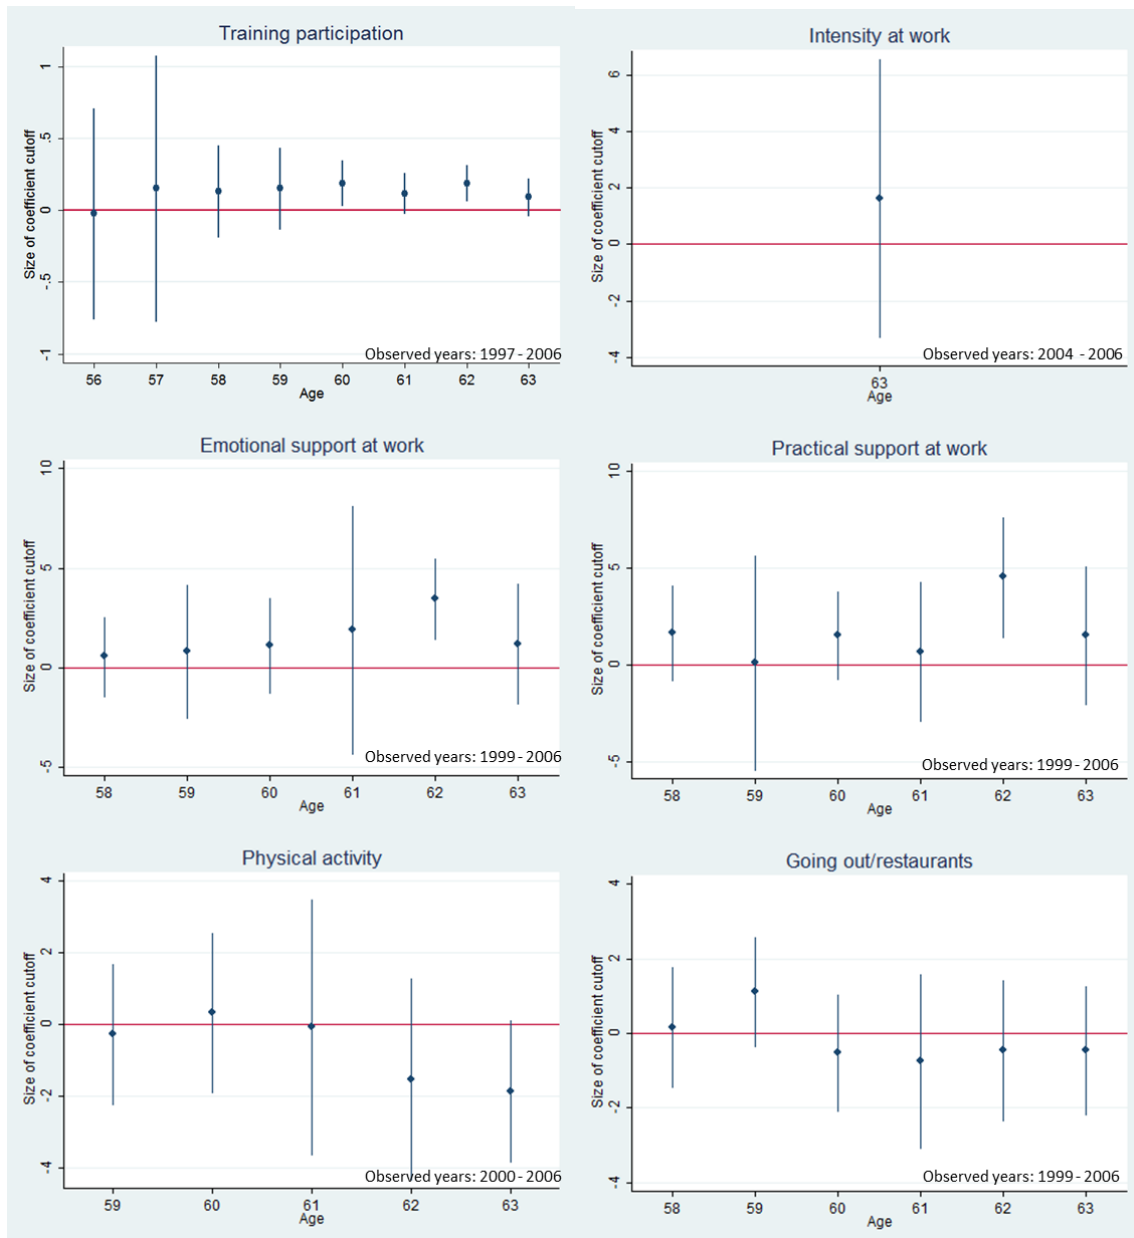 Training participation
Size of coefficient cutoff
1
.5
0
-.5
-1
Observed years: 1997 - 2006
56 57 58 59 60 61 62 63
Age
Intensity at work
Size of coefficient cutoff
6
4
2
0
-2
-4
Observed years: 2004 - 2006
63
Age
Emotional support at work
Size of coefficient cutoff
10
5
0
-5
Observed years: 1999 - 2006
58 59 60 61 62 63
Age
Practical support at work
Size of coefficient cutoff
10
5
0
-5
Observed years: 1999 - 2006
58 59 60 61 62 63
Age
Physical activity
Size of coefficient cutoff
4
2
0
-2
-4
Observed years: 2000 - 2006
59 60 61 62 63
Age
Going out/restaurants
Size of coefficient cutoff
4
2
0
-2
-4
Observed years: 1999 - 2006
58 59 60 61 62 63
Age